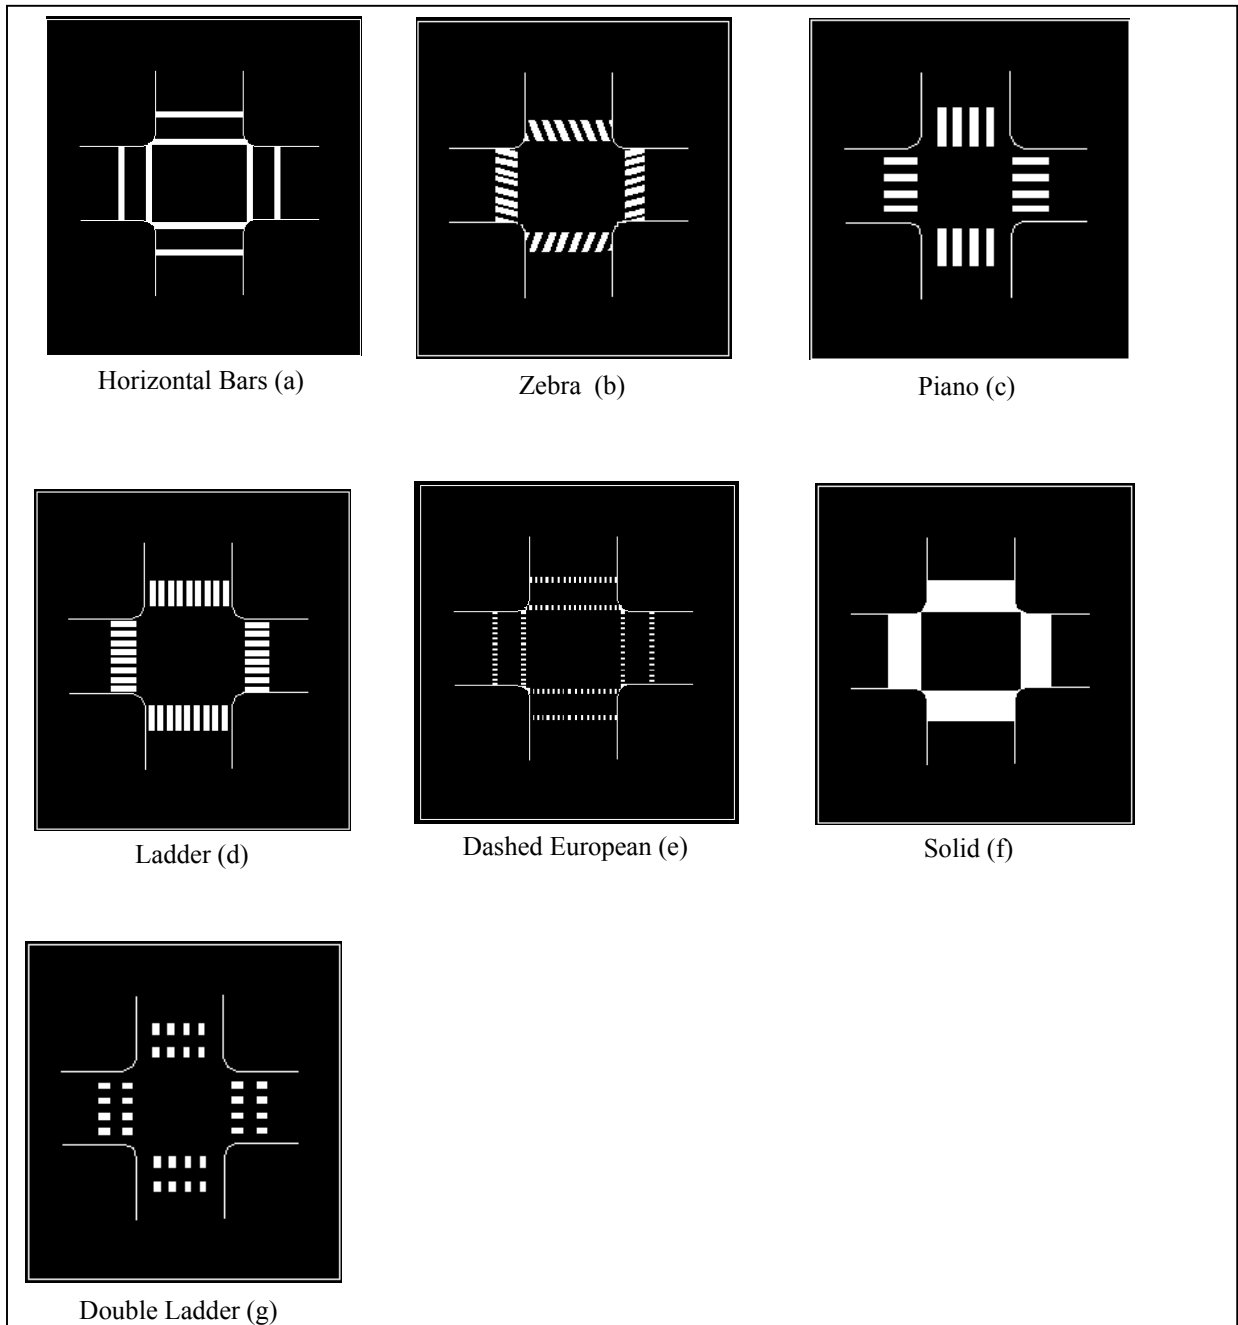 Horizontal Bars (a)
Zebra (b)
Piano (c)
Ladder (d)
Dashed European (e)
Solid (f)
Double Ladder (g)